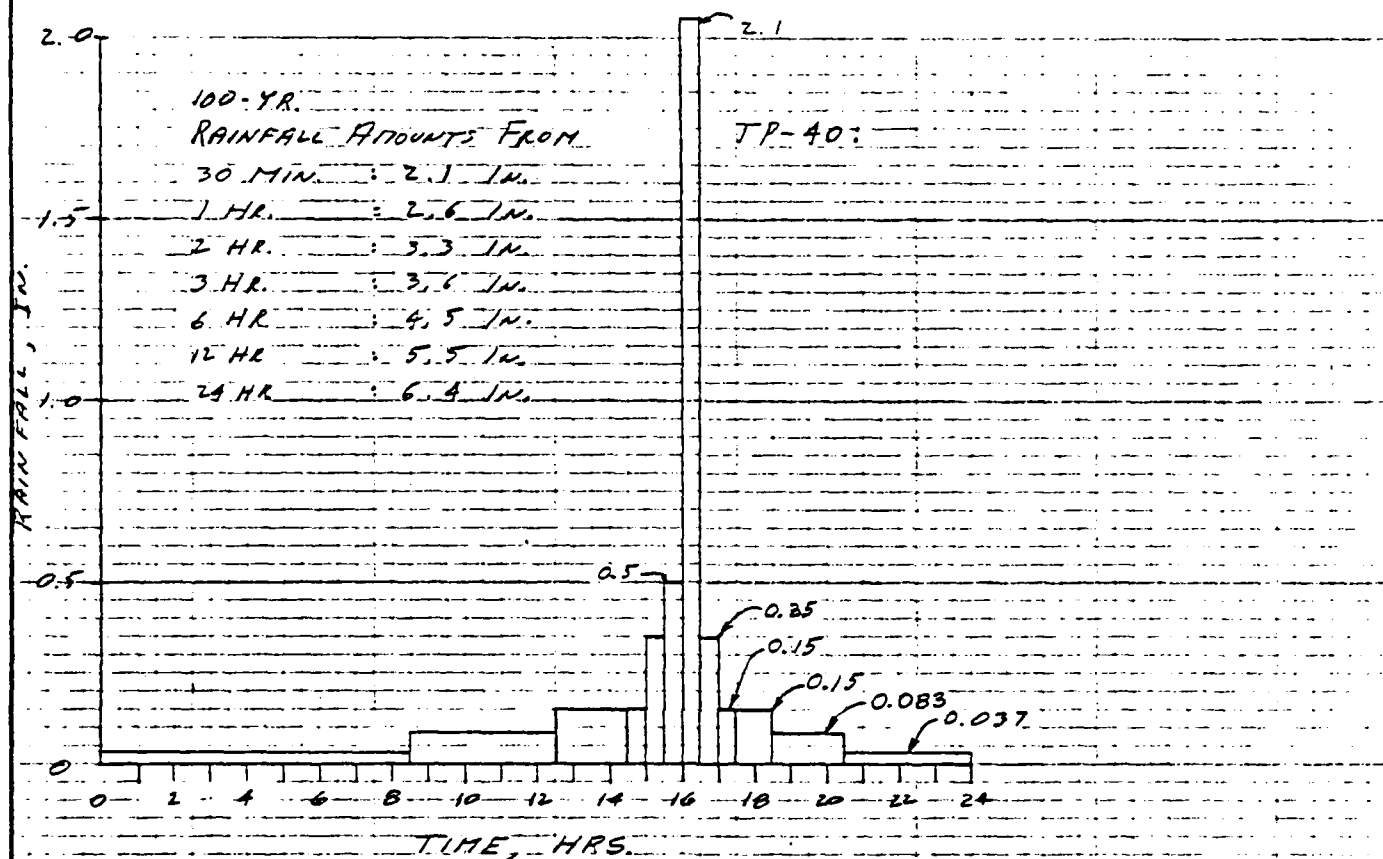 2.0
2.1
100-YR.
RAINFALL AMOUNTS FROM TP-40:
30 MIN. : 2.1 IN.
1 HR. : 2.6 IN.
1.5
2 HR. : 3.3 IN.
3 HR. : 3.6 IN.
6 HR : 4.5 IN.
12 HR : 5.5 IN.
24 HR : 6.4 IN.
1.0
RAINFALL, IN.
0.5
0.5
0.35
0.15
0.15
0.083
0.037
0
0 2 4 6 8 10 12 14 16 18 20 22 24
TIME, HRS.